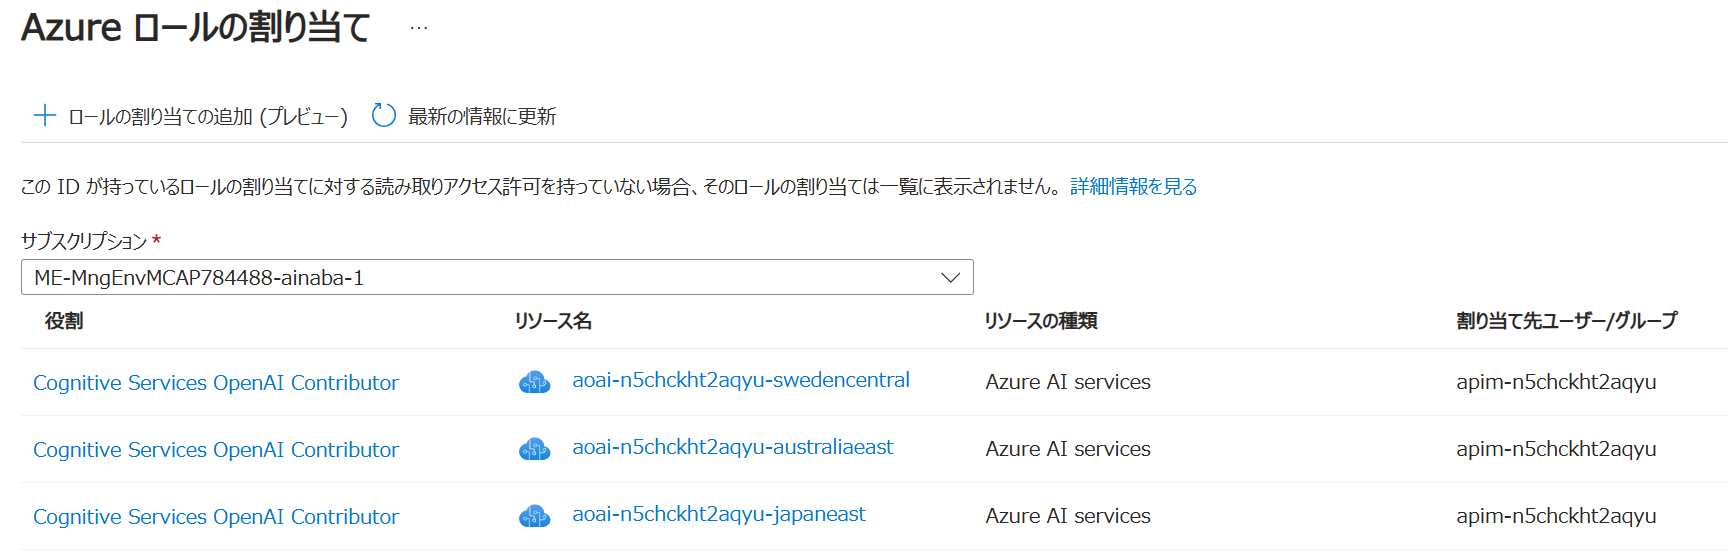 Azure ロールの割り当て ...
ロールの割り当ての追加 (プレビュー) 最新の情報に更新
この ID が持っているロールの割り当てに対する読み取りアクセス許可を持っていない場合、そのロールの割り当ては一覧に表示されません。 詳細情報を見る
サブスクリプション *
ME-MngEnvMCAP784488-ainaba-1
役割 リソース名 リソースの種類 割り当て先ユーザー/グループ
Cognitive Services OpenAI Contributor aoai-n5chckht2aqyu-swedencentral Azure AI services apim-n5chckht2aqyu
Cognitive Services OpenAI Contributor aoai-n5chckht2aqyu-australiaeast Azure AI services apim-n5chckht2aqyu
Cognitive Services OpenAI Contributor aoai-n5chckht2aqyu-japaneast Azure AI services apim-n5chckht2aqyu